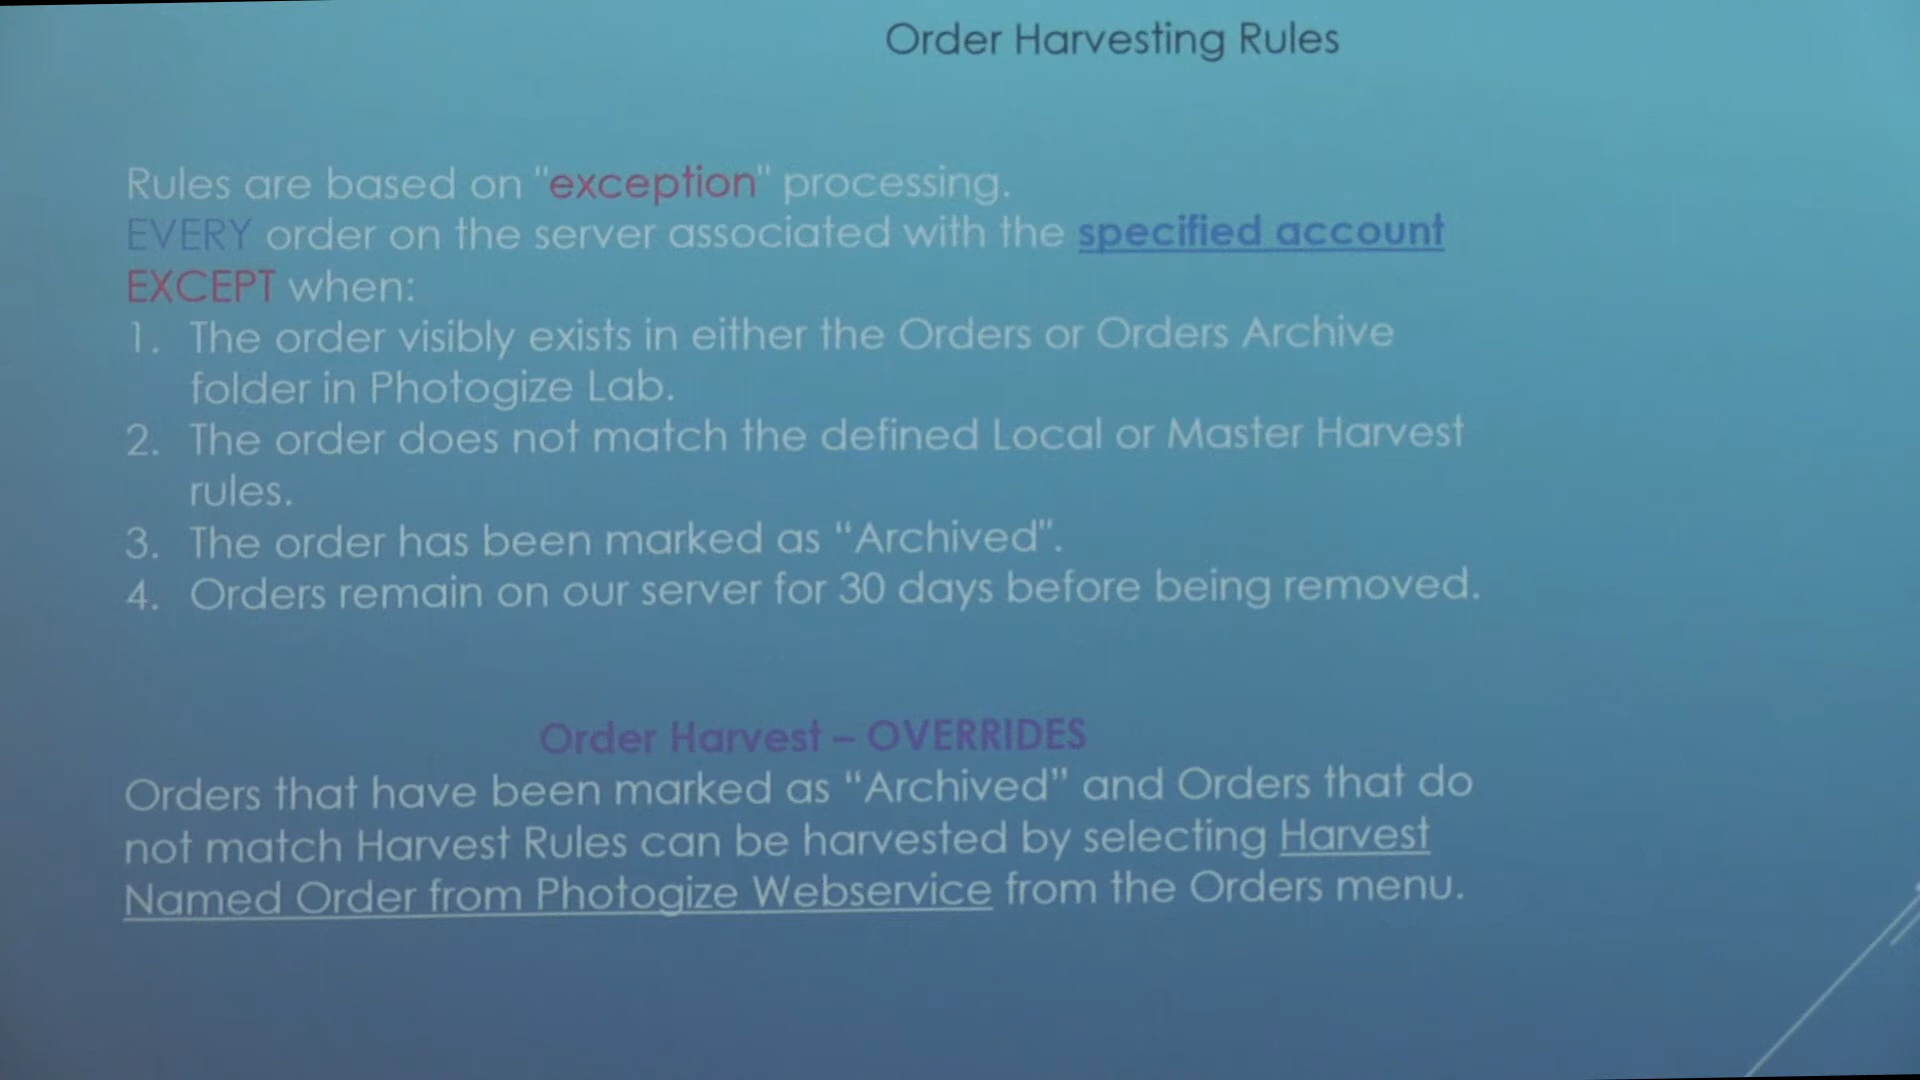 Order Harvesting Rules
Rules are based on "exception" processing.
EVERY order on the server associated with the specified account
EXCEPT when:
1. The order visibly exists in either the Orders or Orders Archive
folder in Photogize Lab.
2. The order does not match the defined Local or Master Harvest
rules.
3. The order has been marked as “Archived”.
4. Orders remain on our server for 30 days before being removed.
Order Harvest – OVERRIDES
Orders that have been marked as “Archived” and Orders that do
not match Harvest Rules can be harvested by selecting Harvest
Named Order from Photogize Webservice from the Orders menu.